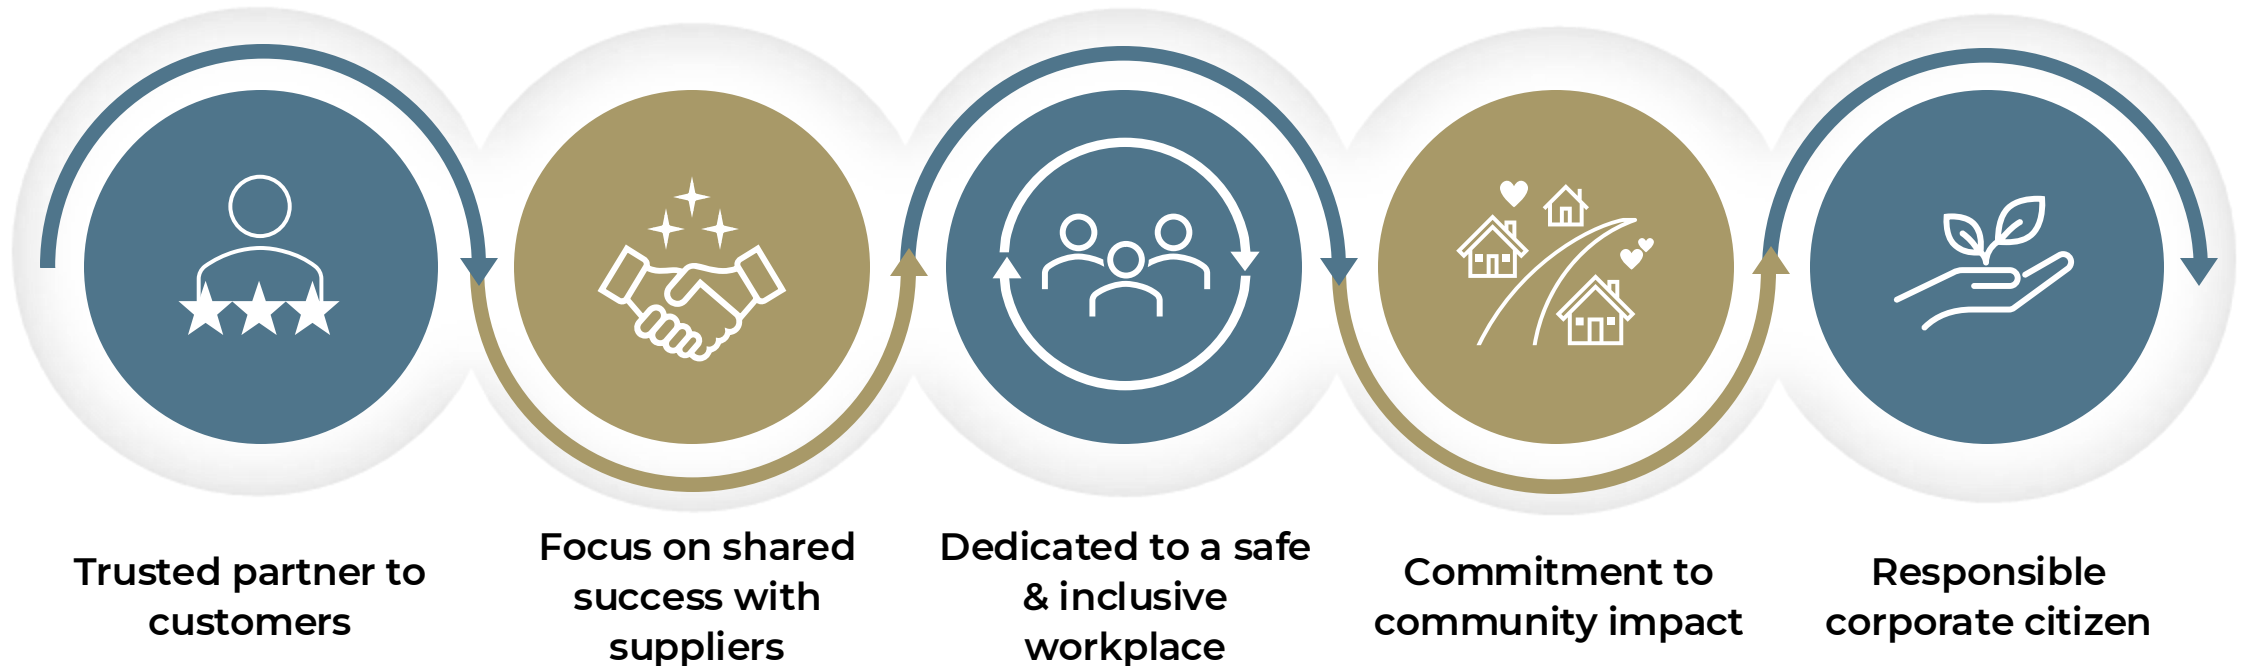 Trusted partner to
customers
Focus on shared
success with
suppliers
Dedicated to a safe
& inclusive
workplace
Commitment to
community impact
Responsible
corporate citizen